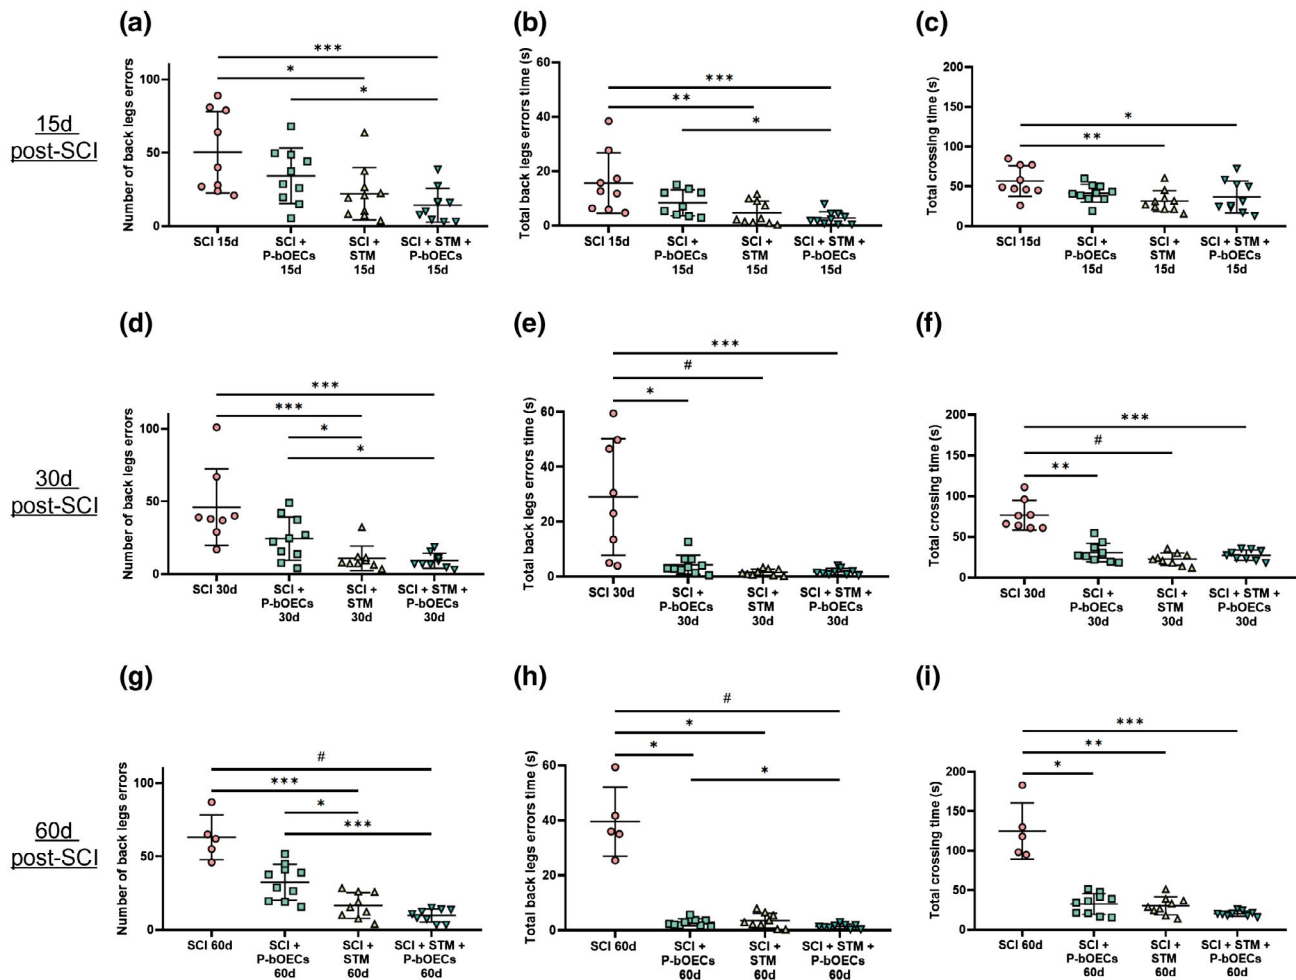 (a)
(b)
(c)
15d
post-SCI
Number of back legs errors
100
50
0
***
*
*
SCI 15d
SCI +
P-bOECs
15d
SCI +
STM
15d
SCI + STM +
P-bOECs
15d
Total back legs errors time (s)
60
40
20
0
***
**
*
SCI 15d
SCI +
P-bOECs
15d
SCI +
STM
15d
SCI + STM +
P-bOECs
15d
Total crossing time (s)
200
150
100
50
0
*
**
SCI 15d
SCI +
P-bOECs
15d
SCI +
STM
15d
SCI + STM +
P-bOECs
15d
(d)
(e)
(f)
30d
post-SCI
Number of back legs errors
100
50
0
***
***
*
*
SCI 30d
SCI +
P-bOECs
30d
SCI +
STM
30d
SCI + STM +
P-bOECs
30d
Total back legs errors time (s)
60
40
20
0
***
#
*
SCI 30d
SCI +
P-bOECs
30d
SCI +
STM
30d
SCI + STM +
P-bOECs
30d
Total crossing time (s)
200
150
100
50
0
***
#
**
SCI 30d
SCI +
P-bOECs
30d
SCI +
STM
30d
SCI + STM +
P-bOECs
30d
(g)
(h)
(i)
60d
post-SCI
Number of back legs errors
100
50
0
#
***
*
***
SCI 60d
SCI +
P-bOECs
60d
SCI +
STM
60d
SCI + STM +
P-bOECs
60d
Total back legs errors time (s)
60
40
20
0
#
*
*
*
SCI 60d
SCI +
P-bOECs
60d
SCI +
STM
60d
SCI + STM +
P-bOECs
60d
Total crossing time (s)
200
150
100
50
0
***
**
*
SCI 60d
SCI +
P-bOECs
60d
SCI +
STM
60d
SCI + STM +
P-bOECs
60d